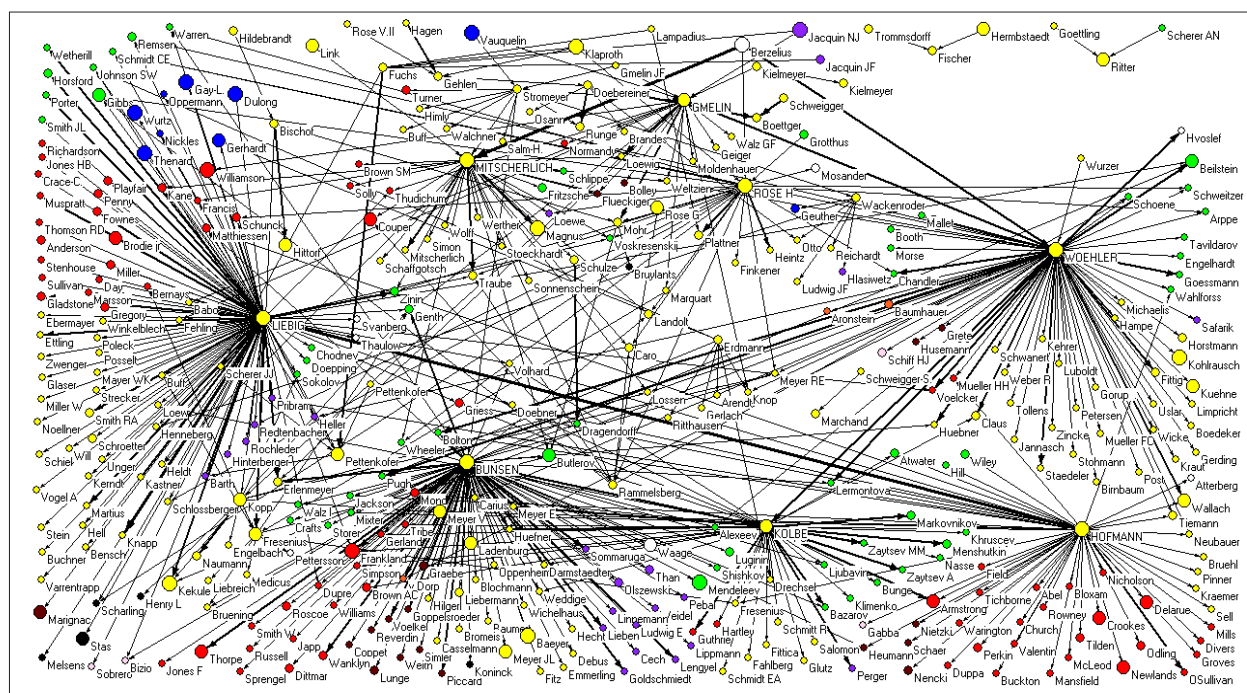 Wetherill
Remsen
Warren
Hildebrandt
Rose V.II
Hagen
Vauquelin
Klaproth
Lampadius
Berzelius
Jacquin NJ
Trommsdorff
Hermbstaedt
Goettling
Scherer AN
Link
Horsford
Schmidt CE
Johnson SW
Gay-L.
Fuchs
Gehlen
Gmelin JF
Kielmeyer
Jacquin JF
Fischer
Ritter
Porter
Gibbs
Oppermann
Dulong
Turner
Stromeyer
Doebereiner
GMELIN
Kielmeyer
Schweigger
Smith JL
Wurtz
Himly
Osann
Boettger
Nickles
Bischof
Buff
Walchner
Runge
Brandes
Walz GF
Grotthus
Richardson
Thenard
Gerhardt
Salm-H.
Normandy
Geiger
Hvoslef
Jones HB
Williamson
MITSCHERLICH
Loewig
Moldenhauer
Mosander
Wurzer
Beilstein
Crace-C.
Playfair
Kane
Brown SM
Schlippe
Bolley
Weltzien
ROSE H
Muspratt
Penny
Francis
Solly
Thudichum
Fritzsche
Flueckiger
Rose G
Geuther
Wackenroder
Schoene
Schweitzer
Thomson RD
Fownes
Schunck
Couper
Loewe
Mallet
Arppe
Anderson
Brodie jr
Matthiessen
Wolff
Werther
Magnus
Mohr
Plattner
Otto
Booth
WOEHLER
Tavildarov
Stenhouse
Miller
Hittorf
Simon
Stoeckhardt
Voskresenskij
Heintz
Reichardt
Morse
Engelhardt
Sullivan
Day
Bernays
Mitscherlich
Schaffgotsch
Schulze
Bruylants
Finkener
Hlasiwetz
Chandler
Goessmann
Gladstone
Marsson
Babo
Zinin
Traube
Sonnenschein
Marquart
Ludwig JF
Wahlforss
Ebermayer
Gregory
LIEBIG
Genth
Landolt
Aronstein
Baumhauer
Michaelis
Safarik
Ettling
Winkelblech
Fehling
Svanberg
Erdmann
Grete
Kehrer
Hampe
Horstmann
Zwenger
Poleck
Posselt
Thaulow
Chodnev
Caro
Husemann
Schiff HJ
Schwanert
Luboldt
Kohlrausch
Glaser
Mayer WK
Scherer JJ
Doepping
Volhard
Meyer RE
Schweigger S.
Mueller HH
Weber R
Fittig
Kuehne
Miller W
Strecker
Buff
Sokolov
Pettenkofer
Lossen
Arendt
Knop
Voelcker
Gorup
Uslar
Limpricht
Noellner
Smith RA
Loewe
Pribram
Griess
Doebner
Gerlach
Marchand
Tollens
Petersen
Wicke
Boedeker
Schiel
Schroetter
Henneberg
Redtenbacher
Heller
Bolton
Dragendorff
Ritthausen
Huebner
Claus
Zincke
Mueller FC
Gerding
Will
Unger
Heldt
Rochleder
Wheeler
Jannasch
Stohmann
Kraut
Vogel A
Kerndt
Kastner
Hinterberger
Pettenkofer
BUNSEN
Butlerov
Atwater
Wiley
Staedeler
Post
Atterberg
Martius
Schlossberger
Barth
Erlenmeyer
Pugh
Rammelsberg
Hill
Birnbaum
Wallach
Stein
Hell
Kopp
Walz I
Jackson
Mond
Carius
Meyer E
Lermontova
Tiemann
Buchner
Bensch
Knapp
Fresenius
Crafts
Mixter
Storer
Tribe
Meyer V
Huefner
Alexeev
KOLBE
Markovnikov
HOFMANN
Neubauer
Varrentrapp
Naumann
Engelbach
Pettersson
Gerland
Ladenburg
Sommaruga
Waage
Luginin
Zaytsev MM
Khruscev
Menshutkin
Bruehl
Scharling
Kekule
Liebreich
Medicus
Frankland
Graebe
Oppenheim
Darmstaedter
Than
Shishkov
Ljubavin
Nasse
Pinner
Marignac
Henry L
Bruening
Simpson
Dupre
Van Dorp
Brown AC
Blochmann
Weddige
Olszewski
Mendeleev
Drechsel
Zaytsev A
Field
Nicholson
Kraemer
Stas
Roscoe
Williams
Hilger
Liebermann
Wichelhaus
Linnemann
Pebal
Fresenius
Klimenko
Bunge
Tichborne
Abel
Bloxam
Delarue
Sell
Melsens
Sobrero
Bizio
Smith W
Japp
Voelkel
Goppelsroeder
Baumer
Hecht
Lieben
Weidel
Ludwig E
Guthrie
Hartley
Schmitt R
Bazarov
Gabba
Armstrong
Warington
Church
Rowney
Crookes
Mills
Jones F
Thorpe
Russell
Wanklyn
Reverdin
Coppet
Bromeis
Casselmann
Baeyer
Debus
Cech
Lippmann
Fittica
Salomon
Nietzki
Schaer
Perkin
Valentin
Tilden
Divers
Sprengel
Dittmar
Lunge
Wern
Simler
Piccard
Koninck
Meyer JL
Fitz
Emmerling
Goldschmiedt
Lengyel
Fahlberg
Schmidt EA
Glutz
Perger
Heumann
Nencki
Duppa
Buckton
McLeod
Mansfield
Newlands
Groves
OSullivan